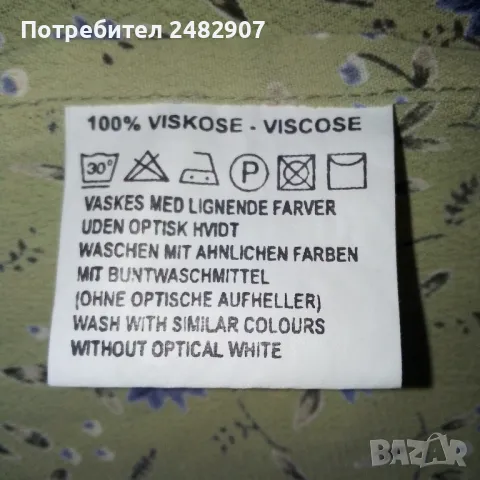 Потребител 2482907
100% VISKOSE - VISCOSE
30°
P
VASKES MED LIGNENDE FARVER
UDEN OPTISK HVIDT
WASCHEN MIT AHNLICHEN FARBEN
MIT BUNTWASCHMITTEL
(OHNE OPTISCHE AUFHELLER)
WASH WITH SIMILAR COLOURS
WITHOUT OPTICAL WHITE
BAZAR